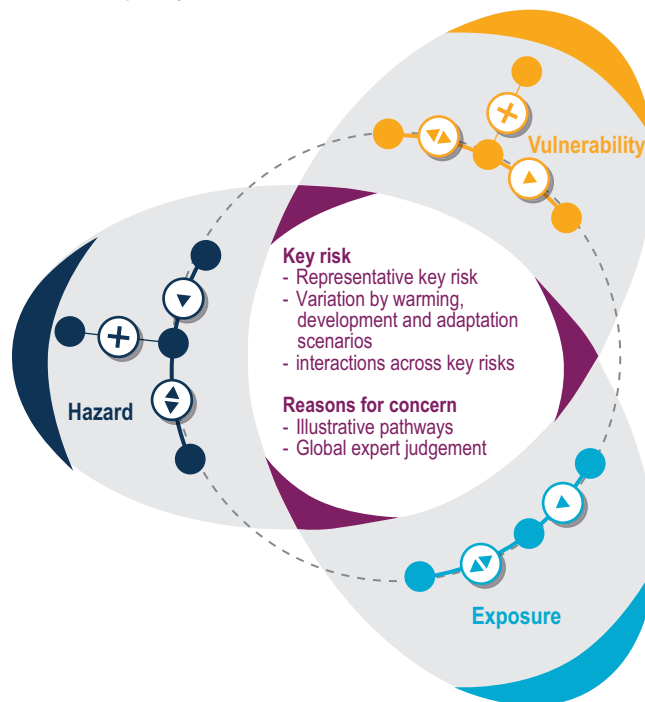 Vulnerability
Key risk
- Representative key risk
- Variation by warming,
development and adaptation
scenarios
- interactions across key risks
Hazard
Reasons for concern
- Illustrative pathways
- Global expert judgement
Exposure